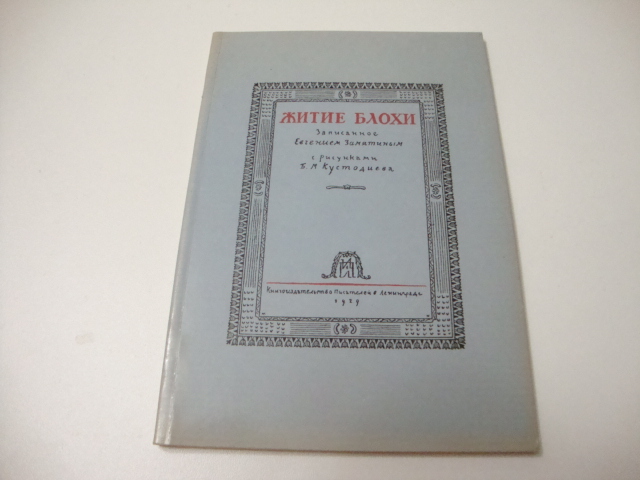 ЖИТИЕ БЛОХИ
Записанное
Евгением Замятиным
с рисунками
Б. М. Кустодиева
Книгоиздательство Писателей в Ленинграде
1929